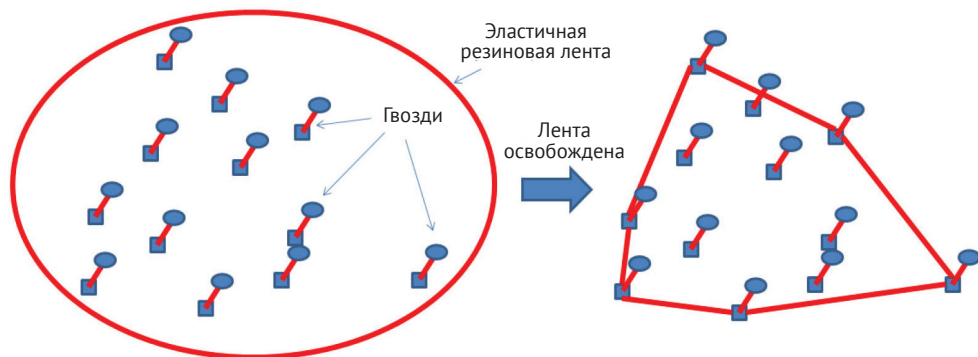 Эластичная
резиновая лента
Гвозди
Лента
освобождена